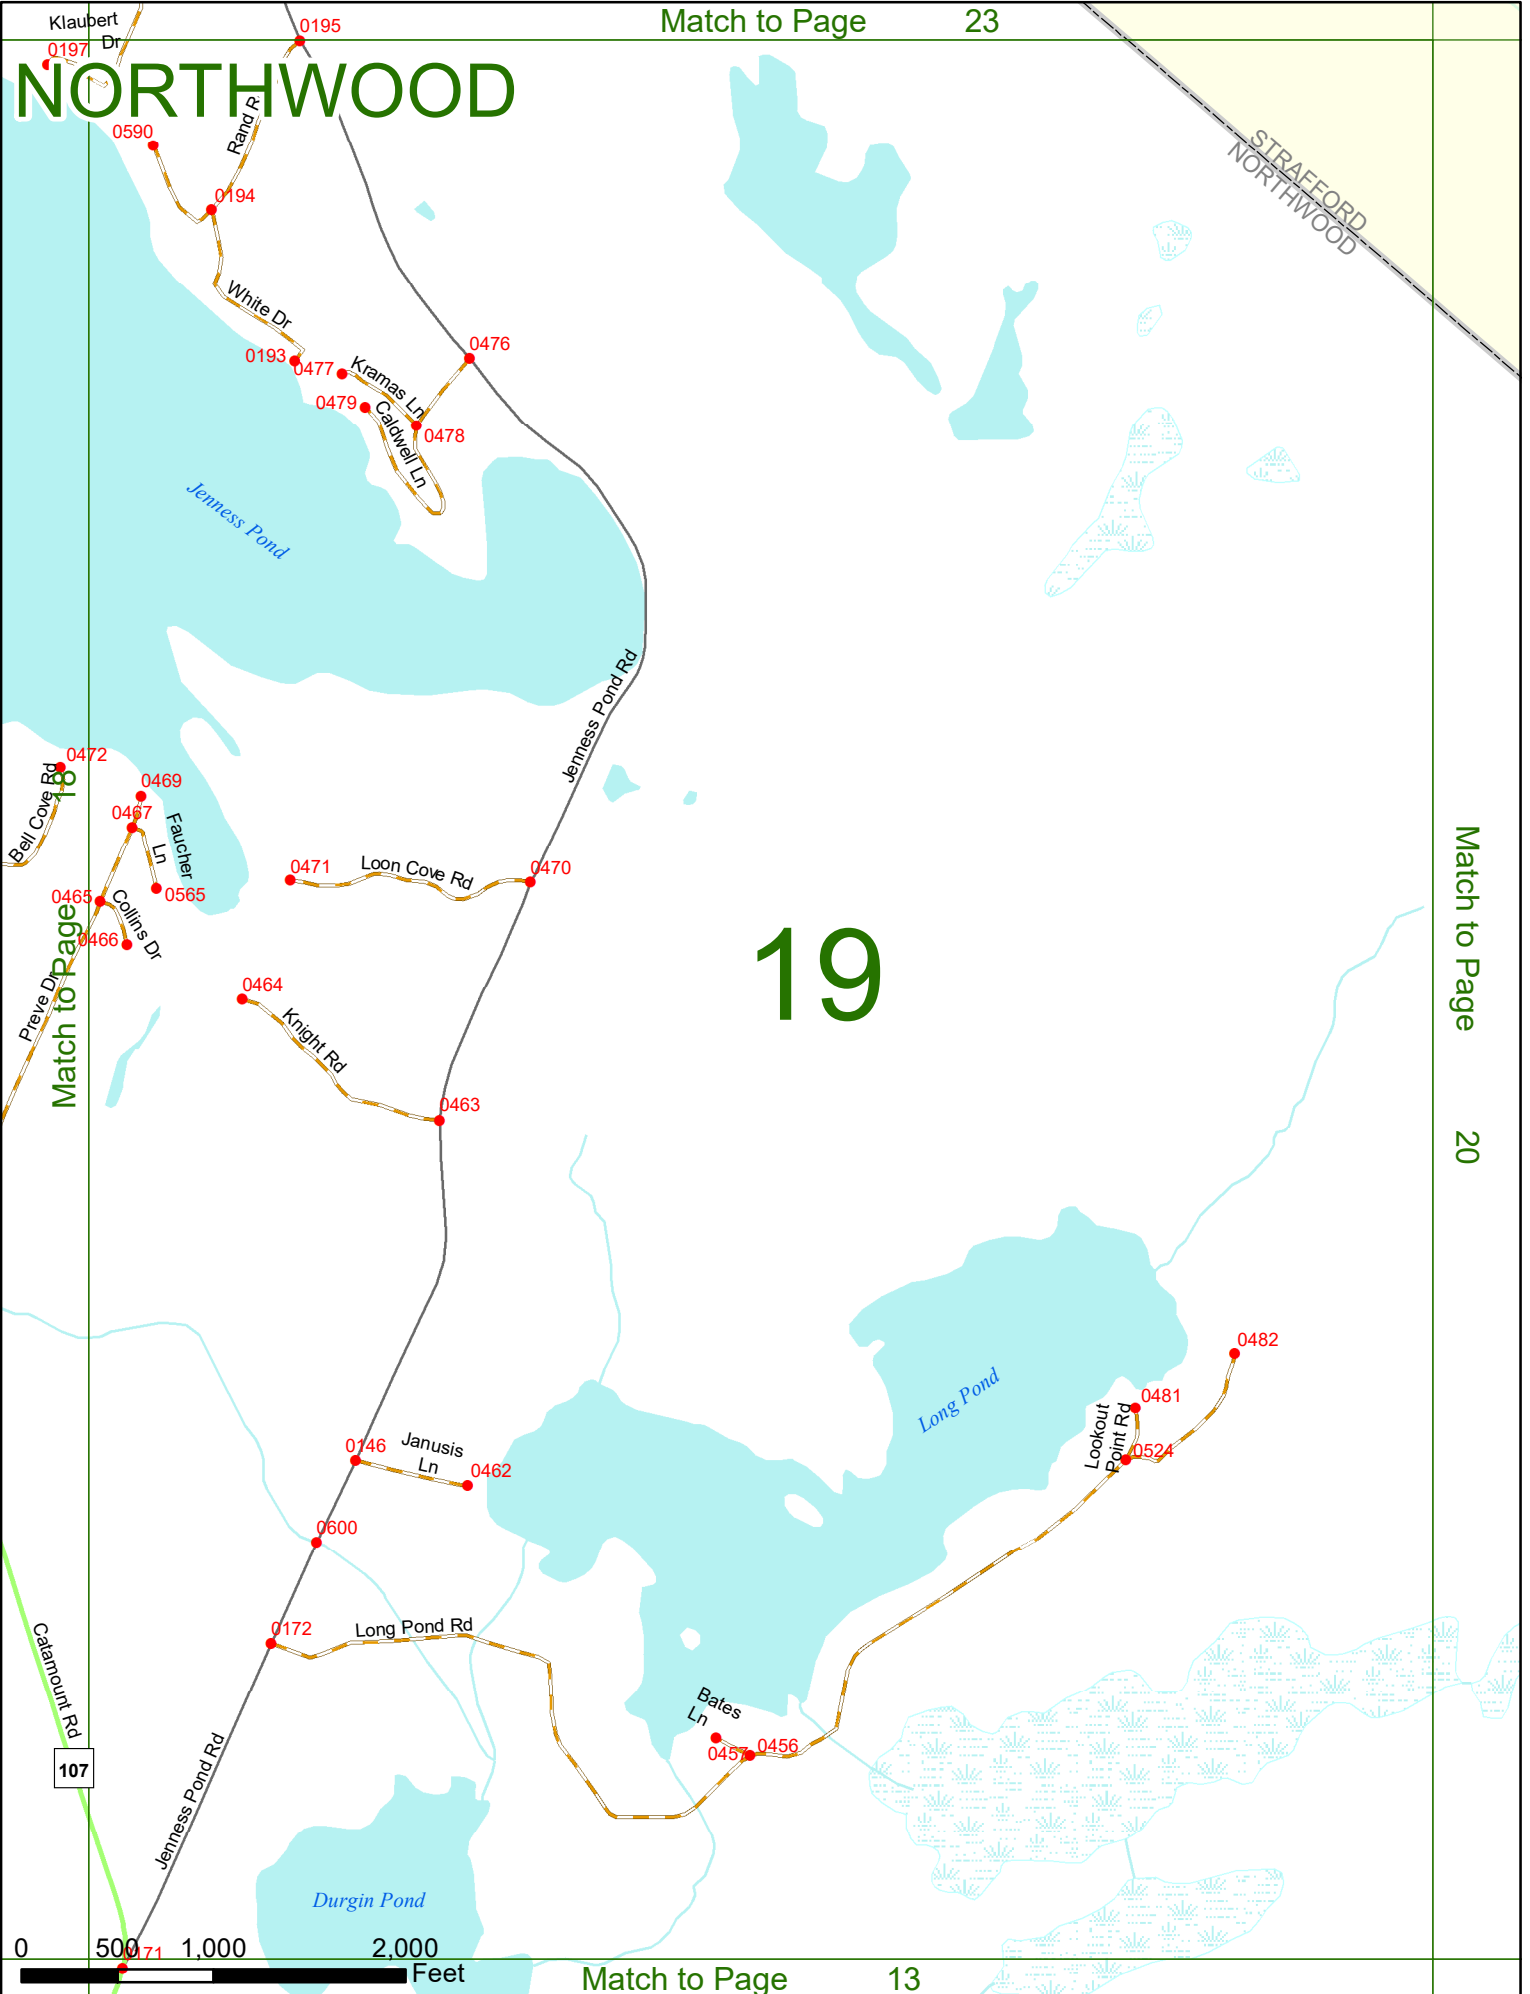 Klaubert
Dr
0195
Match to Page 23
0197
NORTHWOOD
0590
Rand R
0194
STRAFFORD
NORTHWOOD
White Dr
0193
0477
0476
Kramas Ln
0479
Caldwell Ln
0478
Jenness Pond
Jenness Pond Rd
0472
Bell Cove Rd
0469
0467
Faucher
Ln
0565
0465
Collins Dr
0466
Preve Dr
Match to Page 18
0471
Loon Cove Rd
0470
19
Match to Page 20
0464
Knight Rd
0463
0482
0481
Lookout
Point Rd
0524
Long Pond
0146
Janusis
Ln
0462
0600
0172
Long Pond Rd
Catamount Rd
107
Bates
Ln
0457
0456
Jenness Pond Rd
Durgin Pond
0171
0 500 1,000 2,000
Feet
Match to Page 13